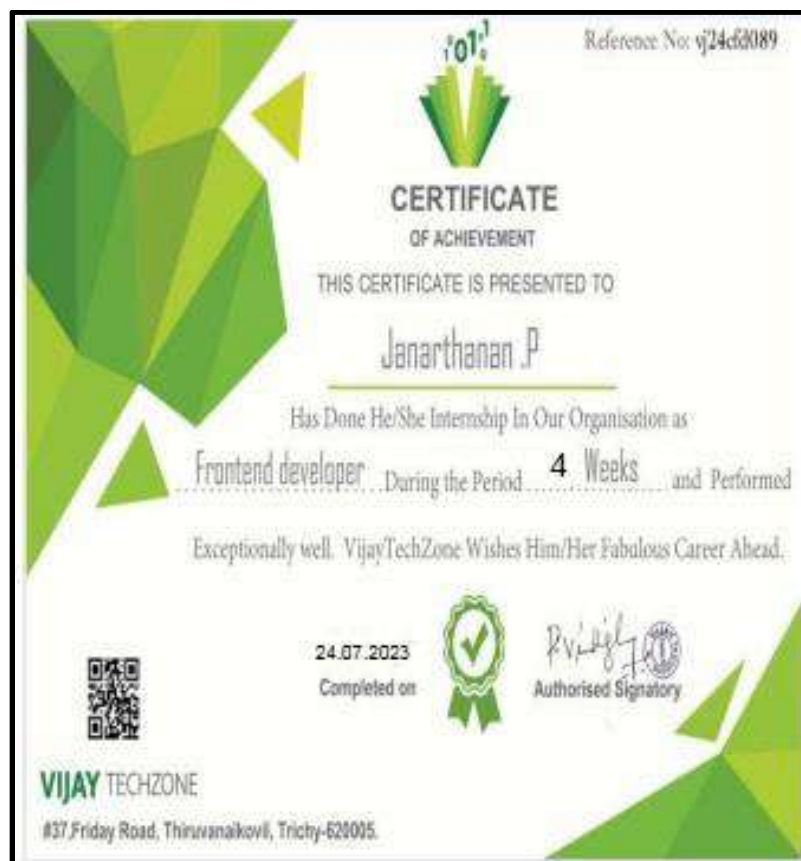 Reference No: vj24cfd089
CERTIFICATE
OF ACHIEVEMENT
THIS CERTIFICATE IS PRESENTED TO
Janarthanan .P
Has Done He/She Internship In Our Organisation as
Frontend developer During the Period 4 Weeks and Performed
Exceptionally well. VijayTechZone Wishes Him/Her Fabulous Career Ahead.
24.07.2023
Completed on
Authorised Signatory
VIJAY TECHZONE
#37,Friday Road, Thiruvanaikovil, Trichy-620005.